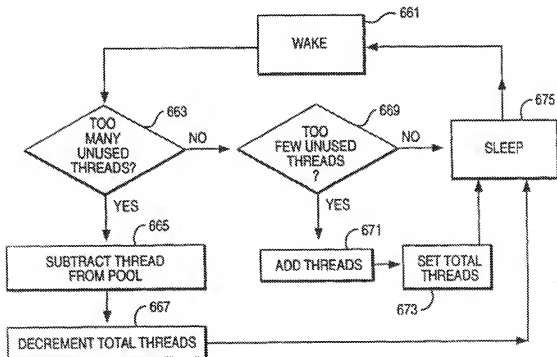 661
WAKE
663
TOO
MANY
UNUSED
THREADS?
NO
669
TOO
FEW UNUSED
THREADS
?
NO
675
SLEEP
YES
YES
665
SUBTRACT THREAD
FROM POOL
671
ADD THREADS
SET TOTAL
THREADS
673
667
DECREMENT TOTAL THREADS